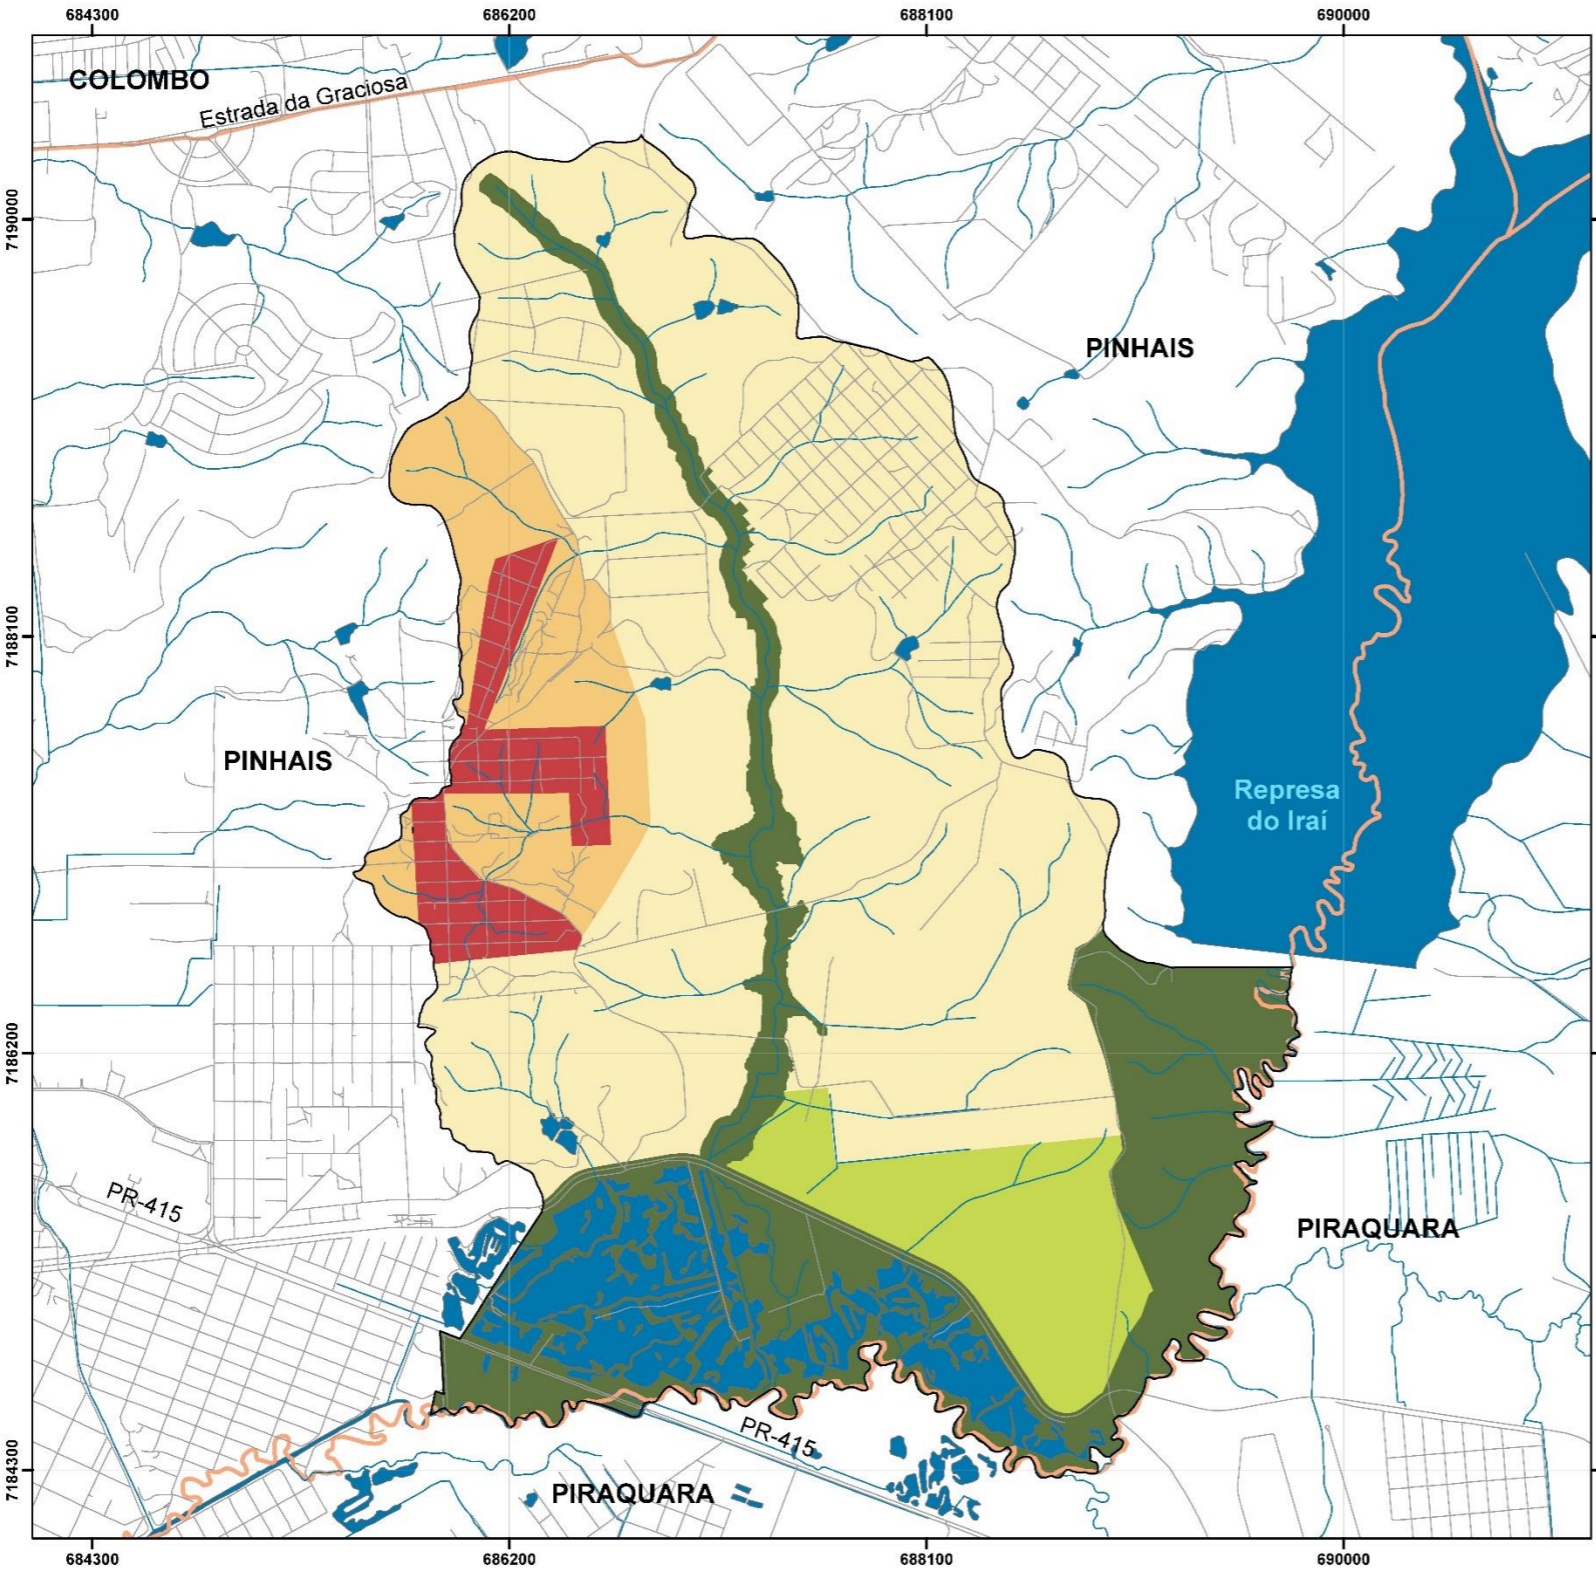 684300
686200
688100
690000
COLOMBO
Estrada da Graciosa
7190000
PINHAIS
7188100
PINHAIS
Represa
do Iraí
7186200
PR-415
PIRAQUARA
PR-415
7184300
PIRAQUARA
684300
686200
688100
690000